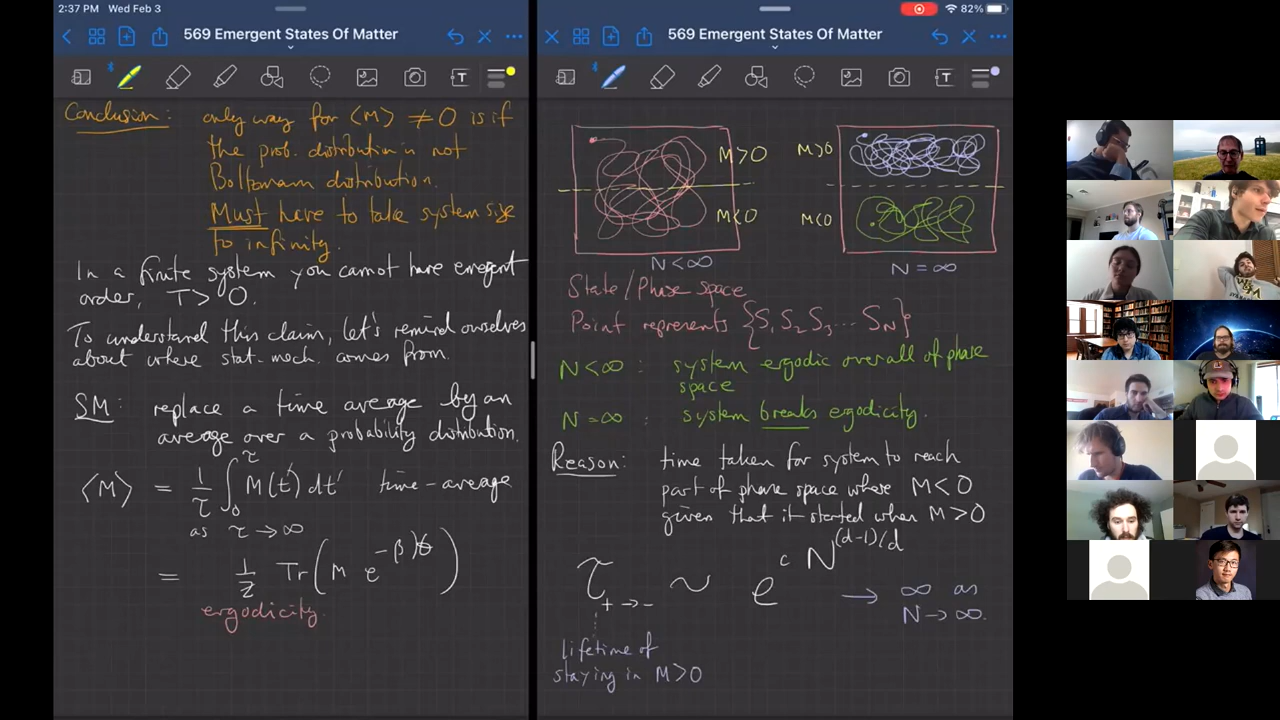 2:37 PM Wed Feb 3
82%
569 Emergent States Of Matter
569 Emergent States Of Matter
Conclusion: only way for ⟨M⟩ ≠ 0 is if
the prob. distribution is not
Boltzmann distribution.
Must have to take system size
to infinity.
In a finite system you cannot have emergent
order, T > 0.
To understand this claim, let's remind ourselves
about where stat. mech. comes from.
SM: replace a time average by an
average over a probability distribution.
⟨M⟩ = 1/τ ∫₀^τ M(t')dt' time-average
as τ → ∞
= 1/Z Tr(M e^{-βH})
ergodicity.
M>0
M<0
N<∞
M>0
M<0
N=∞
State/Phase space
Point represents {S₁ S₂ S₃ ... S_N}
N<∞ : system ergodic over all of phase
space
N=∞ : system breaks ergodicity.
Reason: time taken for system to reach
part of phase space where M<0
given that it started when M>0
τ_{+→-} ~ e^{c N^{(d-1)/d}} → ∞ as
N→∞.
lifetime of
staying in M>0